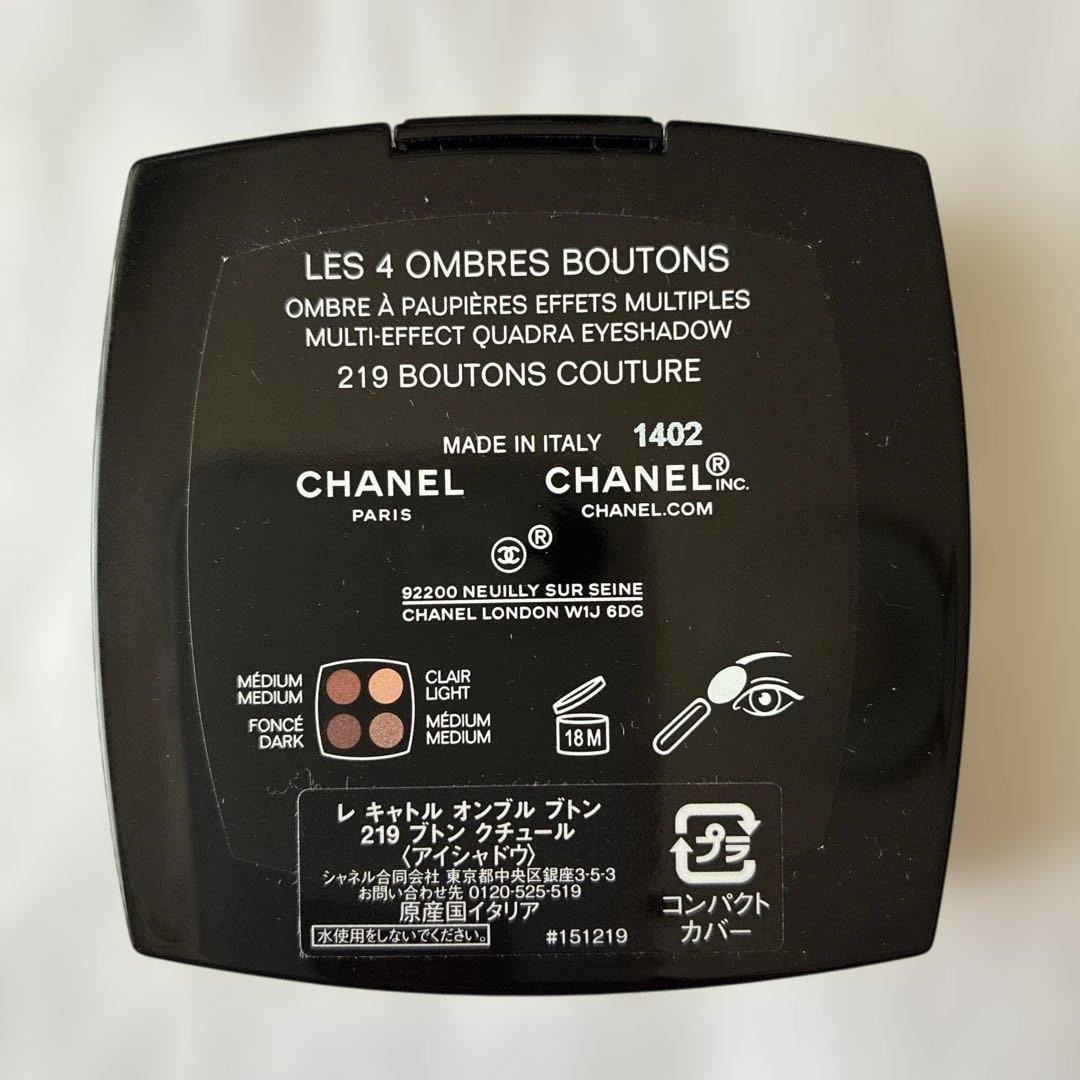 LES 4 OMBRES BOUTONS
OMBRE À PAUPIÈRES EFFETS MULTIPLES
MULTI-EFFECT QUADRA EYESHADOW
219 BOUTONS COUTURE
MADE IN ITALY 1402
CHANEL
PARIS
CHANEL® INC.
CHANEL.COM
®
92200 NEUILLY SUR SEINE
CHANEL LONDON W1J 6DG
MÉDIUM
MEDIUM
CLAIR
LIGHT
FONCÉ
DARK
MÉDIUM
MEDIUM
18 M
レ キャトル オンブル ブトン
219 ブトン クチュール
〈アイシャドウ〉
シャネル合同会社 東京都中央区銀座3-5-3
お問い合わせ先 0120-525-519
原産国イタリア
水使用をしないでください。
#151219
プラ
コンパクト
カバー